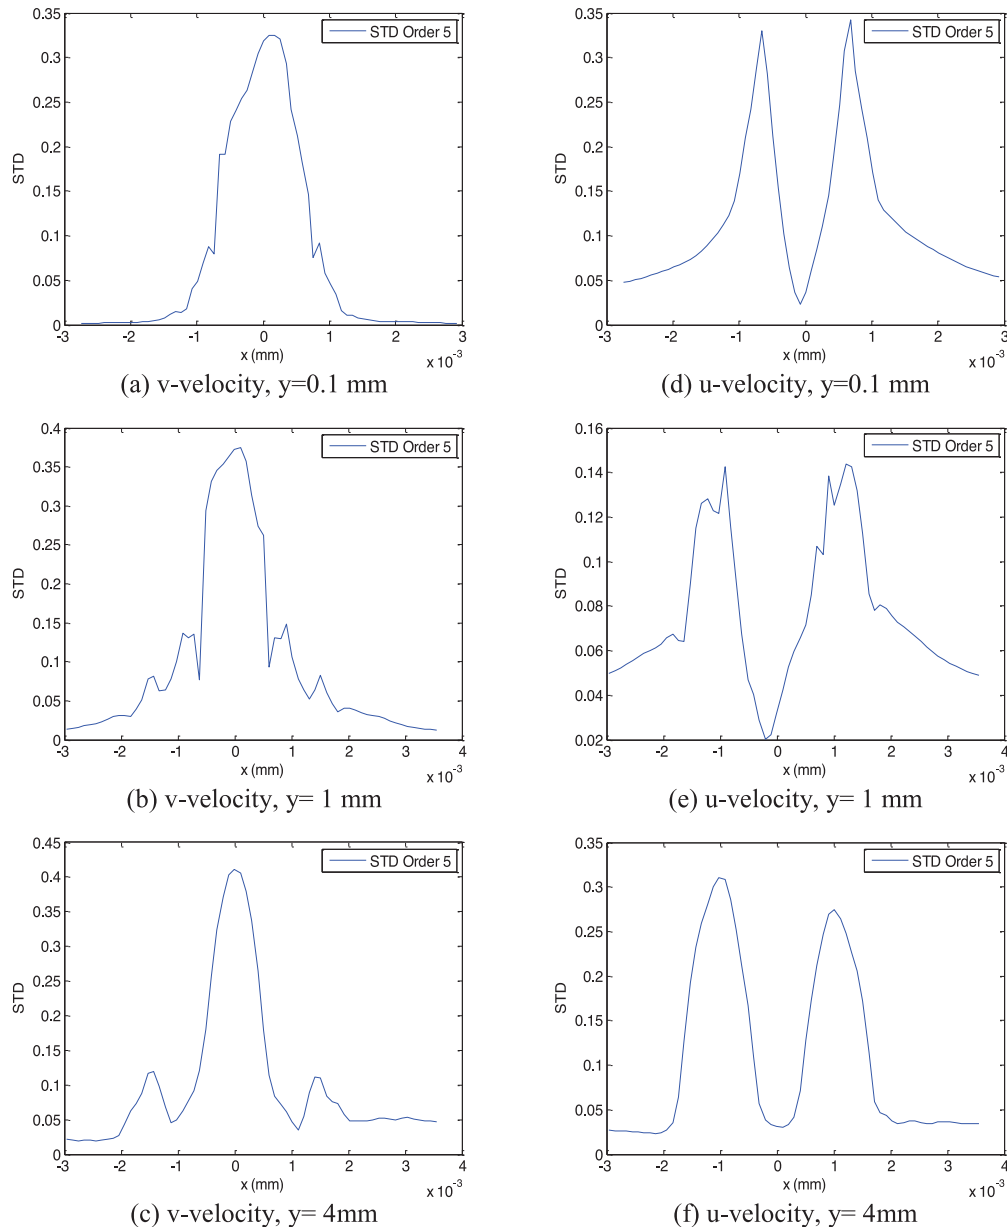 STD Order 5
0.35
0.3
0.25
0.2
0.15
0.1
0.05
0
STD
-3 -2 -1 0 1 2 3
x (mm)
x 10-3
(a) v-velocity, y=0.1 mm
STD Order 5
0.35
0.3
0.25
0.2
0.15
0.1
0.05
0
STD
-3 -2 -1 0 1 2 3
x (mm)
x 10-3
(d) u-velocity, y=0.1 mm
STD Order 5
0.4
0.35
0.3
0.25
0.2
0.15
0.1
0.05
0
STD
-3 -2 -1 0 1 2 3 4
x (mm)
x 10-3
(b) v-velocity, y= 1 mm
STD Order 5
0.16
0.14
0.12
0.1
0.08
0.06
0.04
0.02
STD
-3 -2 -1 0 1 2 3 4
x (mm)
x 10-3
(e) u-velocity, y= 1 mm
STD Order 5
0.45
0.4
0.35
0.3
0.25
0.2
0.15
0.1
0.05
0
STD
-3 -2 -1 0 1 2 3 4
x (mm)
x 10-3
(c) v-velocity, y= 4mm
STD Order 5
0.35
0.3
0.25
0.2
0.15
0.1
0.05
0
STD
-3 -2 -1 0 1 2 3 4
x (mm)
x 10-3
(f) u-velocity, y= 4mm